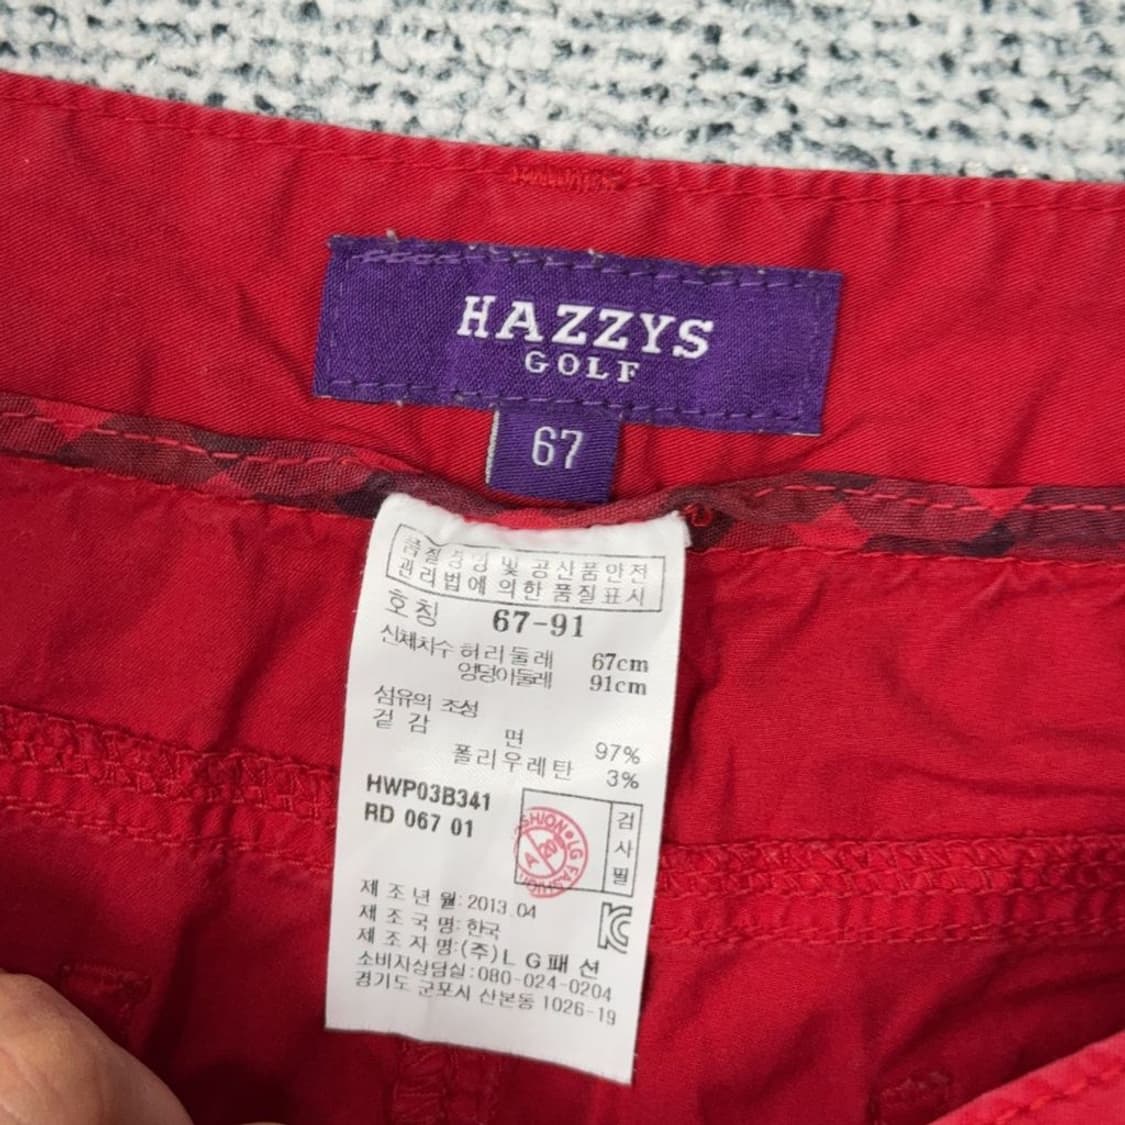 HAZZYS
GOLF
67
품질경영 및 공산품안전
관리법에 의한 품질표시
호칭 67-91
신체치수 허리둘레 67cm
엉덩이둘레 91cm
섬유의 조성
겉감 면 97%
폴리우레탄 3%
HWP03B341
RD 067 01
검사필
제조년월:2013.04
제조국명:한국
제조자명:(주)LG패션
소비자상담실:080-024-0204
경기도 군포시 산본동 1026-19